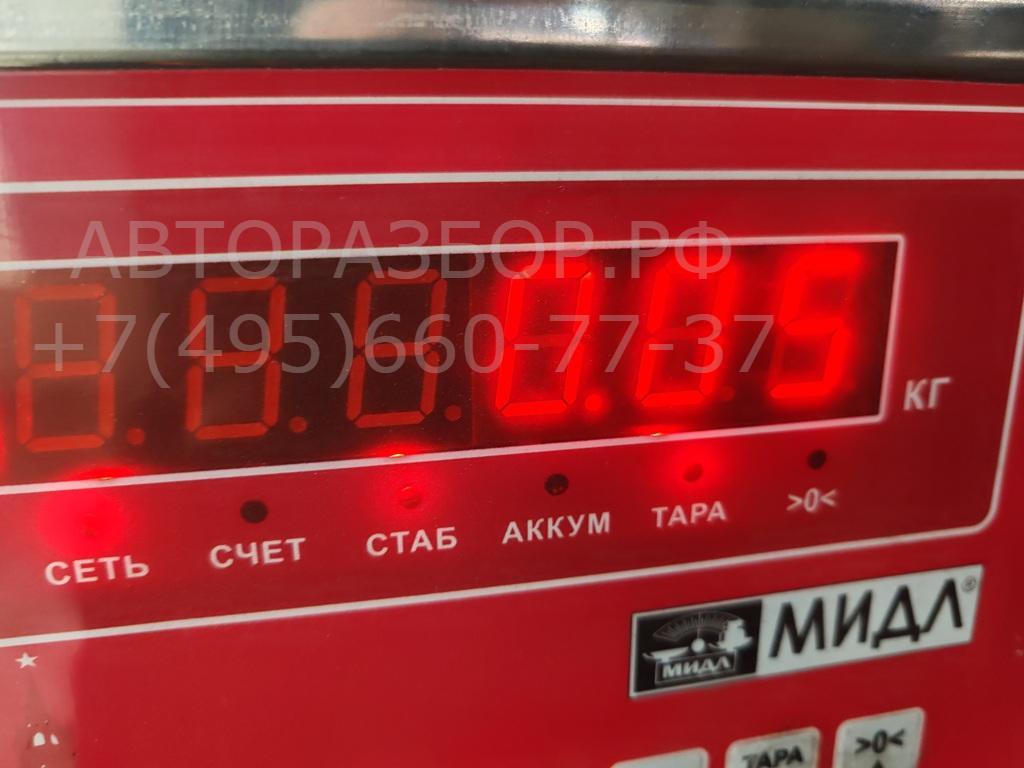 АВТОРАЗБОР.РФ
+7(495)660-77-37
0.05
КГ
СЕТЬ СЧЕТ СТАБ АККУМ ТАРА >0<
МИДЛ МИДЛ®
ТАРА >0<